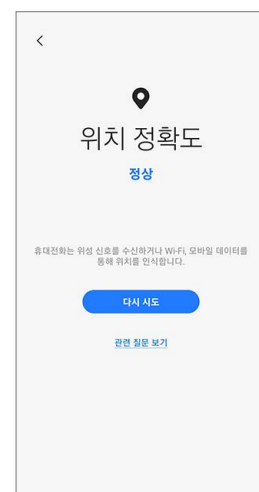 위치 정확도
정상
휴대전화는 위성 신호를 수신하거나 Wi-Fi, 모바일 데이터를
통해 위치를 인식합니다.
다시 시도
관련 질문 보기